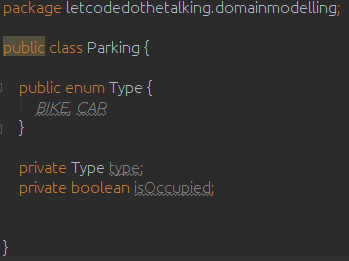 package letcodedothetalking.domainmodelling;
public class Parking {
public enum Type {
BIKE, CAR
}
private Type type;
private boolean isOccupied;
}